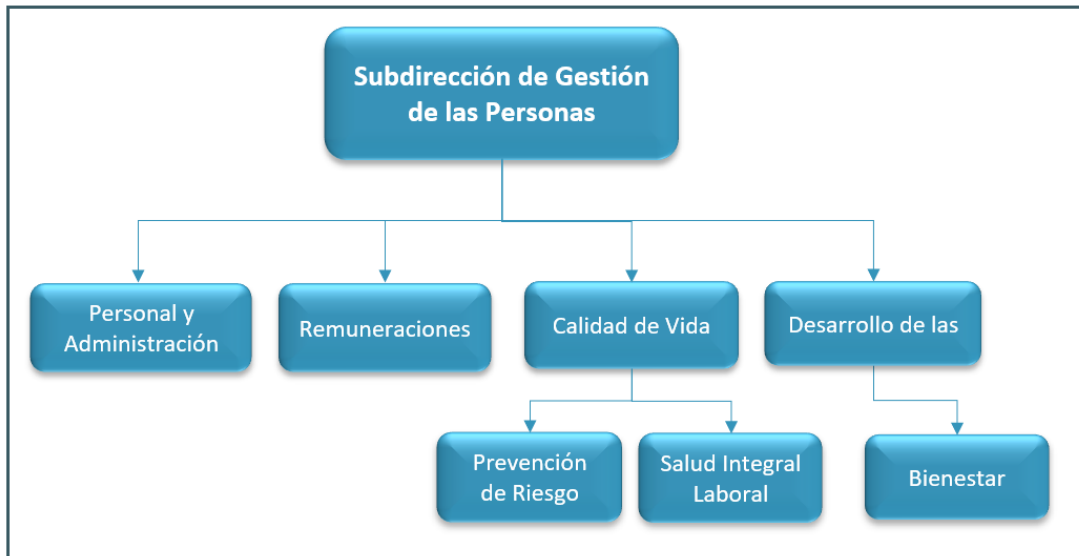 Subdirección de Gestión
de las Personas
Personal y
Administración
Remuneraciones
Calidad de Vida
Desarrollo de las
Prevención
de Riesgo
Salud Integral
Laboral
Bienestar